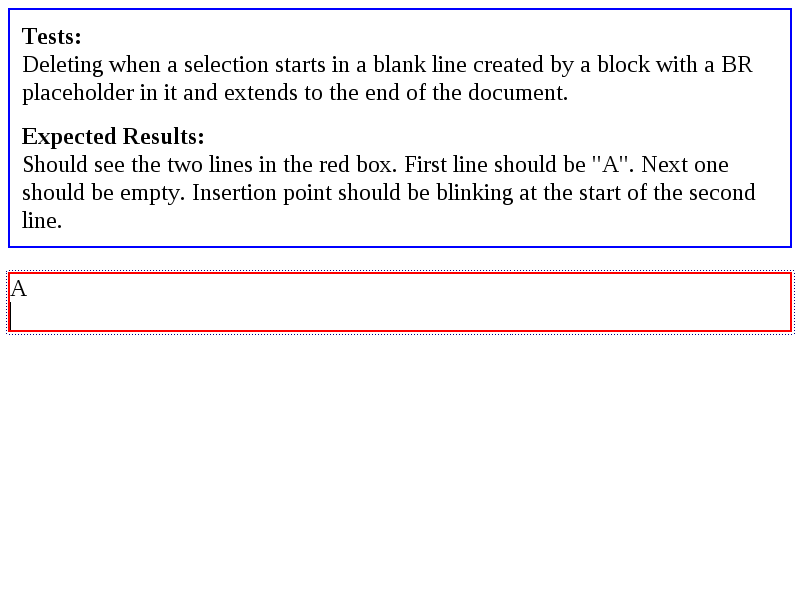 Tests:
Deleting when a selection starts in a blank line created by a block with a BR
placeholder in it and extends to the end of the document.
Expected Results:
Should see the two lines in the red box. First line should be "A". Next one
should be empty. Insertion point should be blinking at the start of the second
line.
A